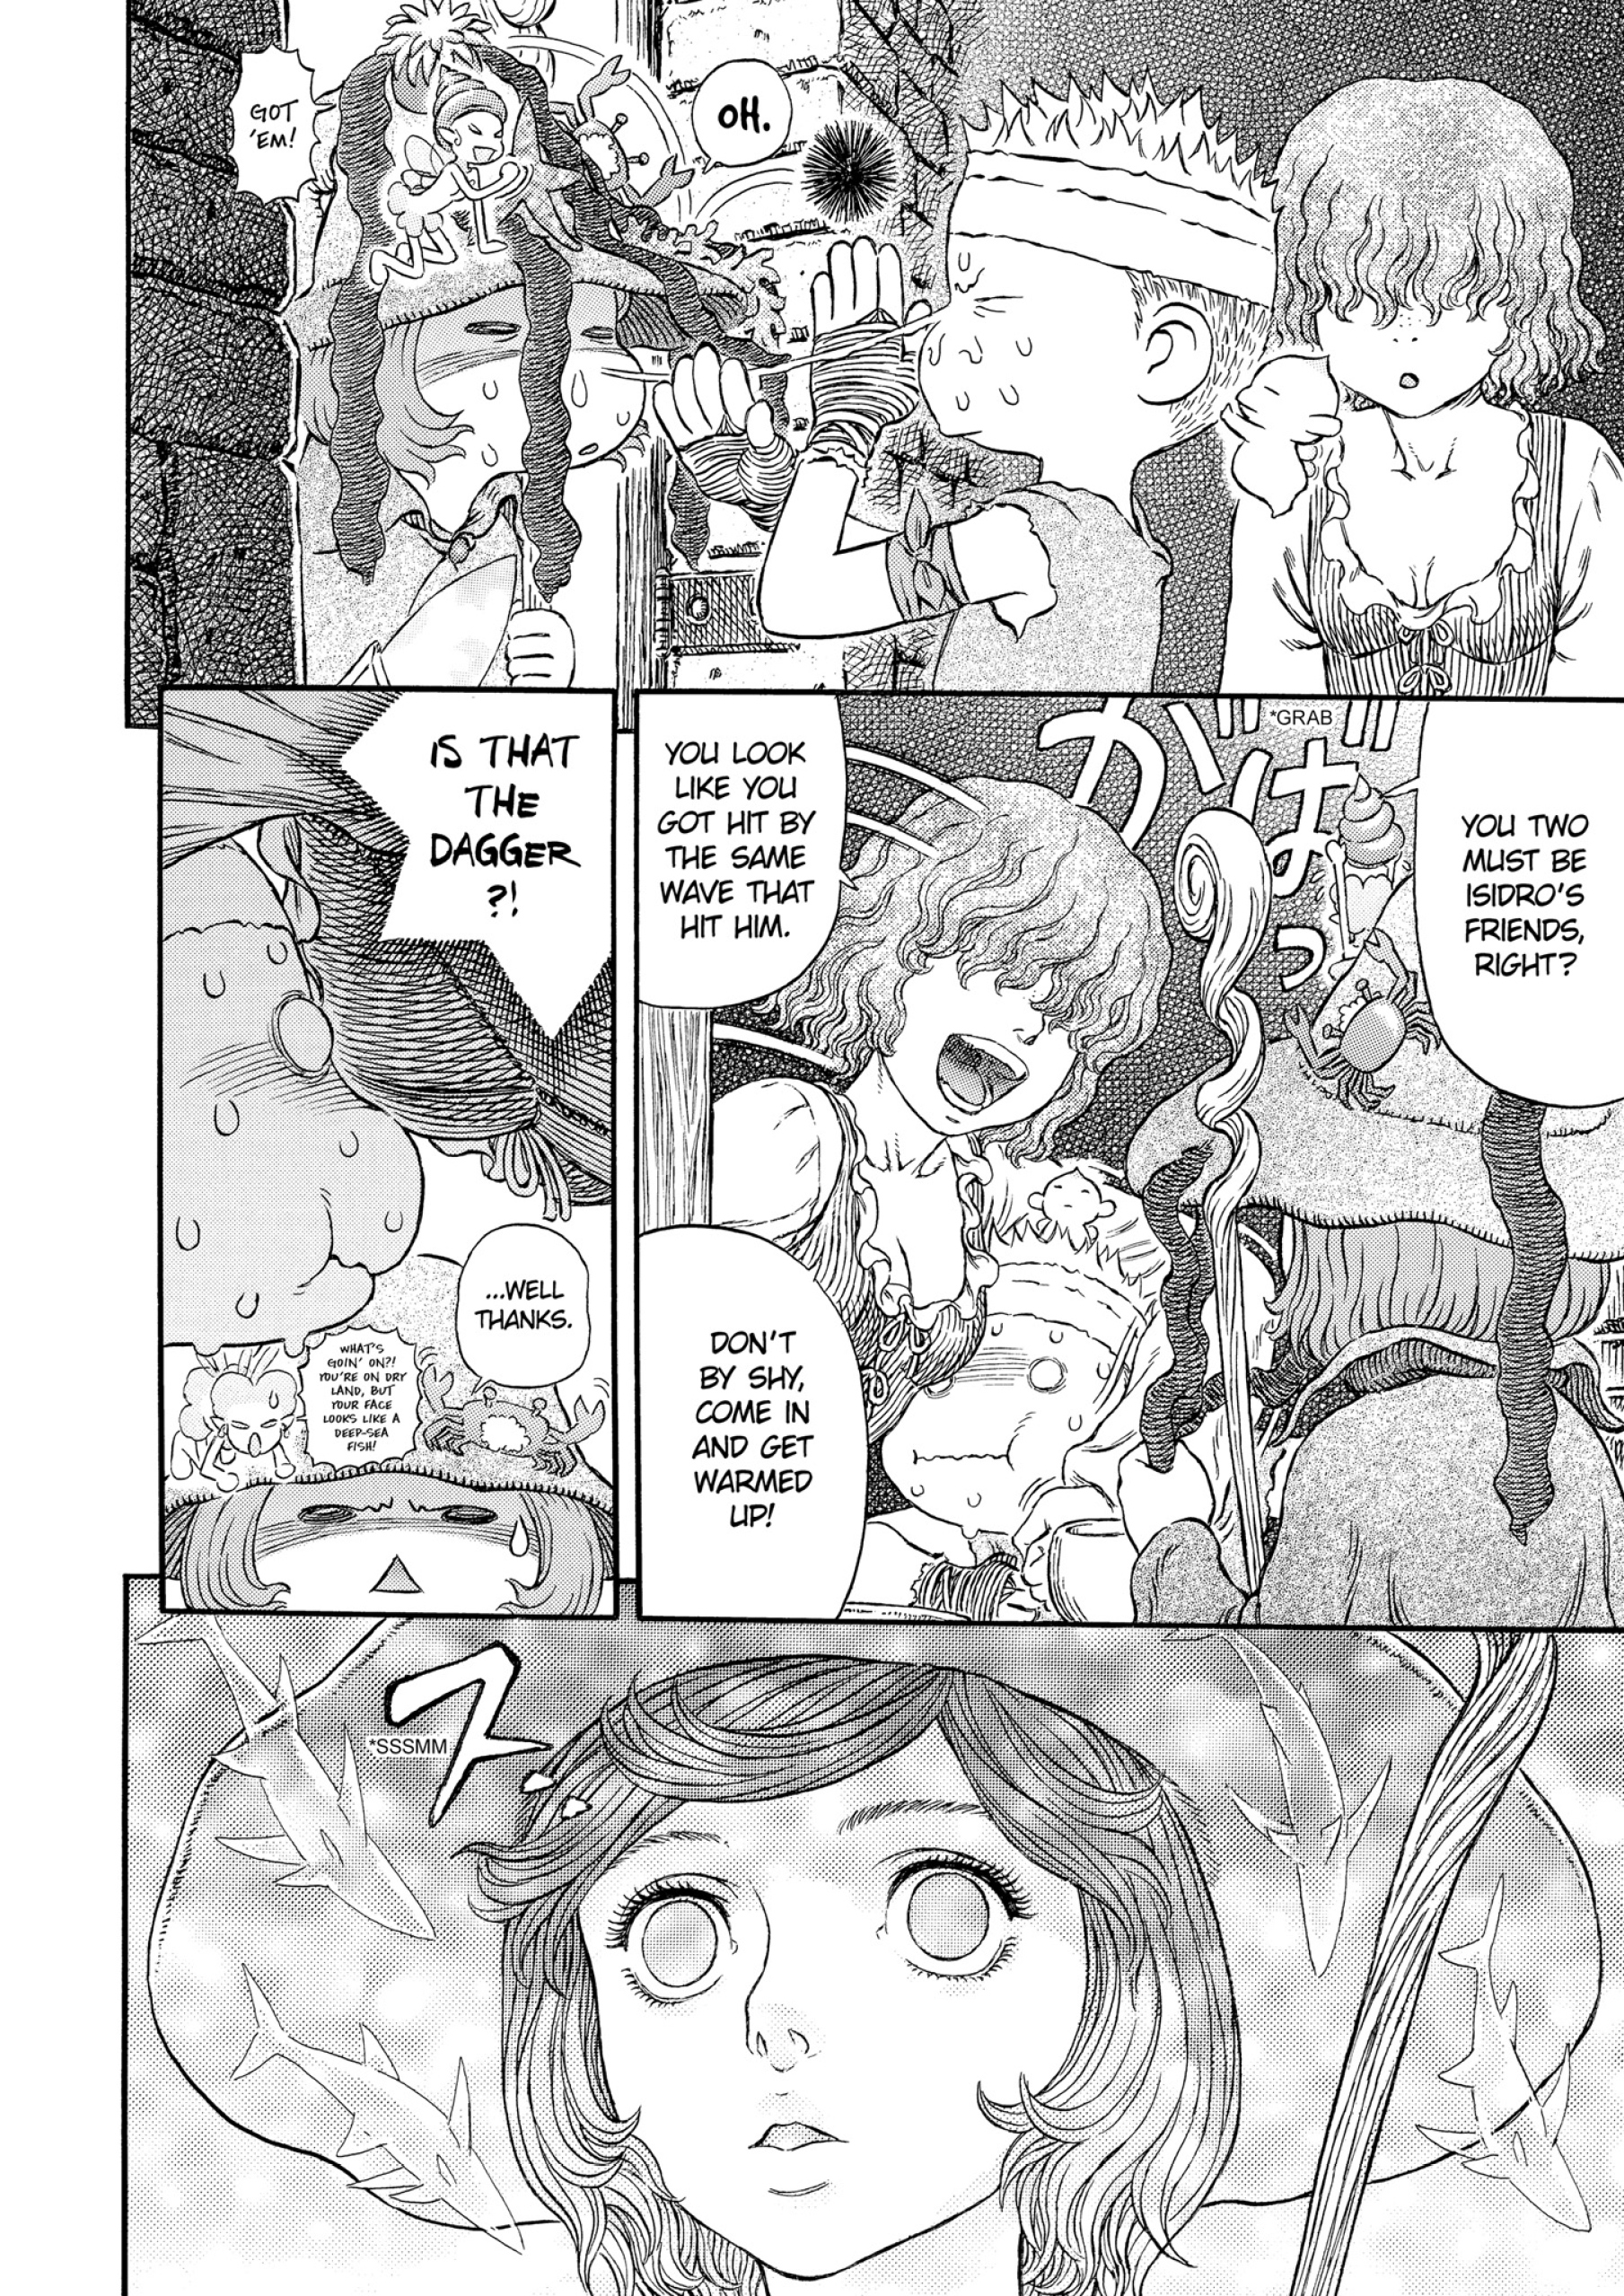 OH.
GOT
'EM!
*GRAB
がばっ
YOU TWO
MUST BE
ISIDRO'S
FRIENDS,
RIGHT?
YOU LOOK
LIKE YOU
GOT HIT BY
THE SAME
WAVE THAT
HIT HIM.
DON'T
BY SHY,
COME IN
AND GET
WARMED
UP!
IS THAT
THE
DAGGER
?!
...WELL
THANKS.
WHAT'S
GOIN' ON?!
YOU'RE ON DRY
LAND, BUT
YOUR FACE
LOOKS LIKE A
DEEP-SEA
FISH!
*SSSMM
ス…